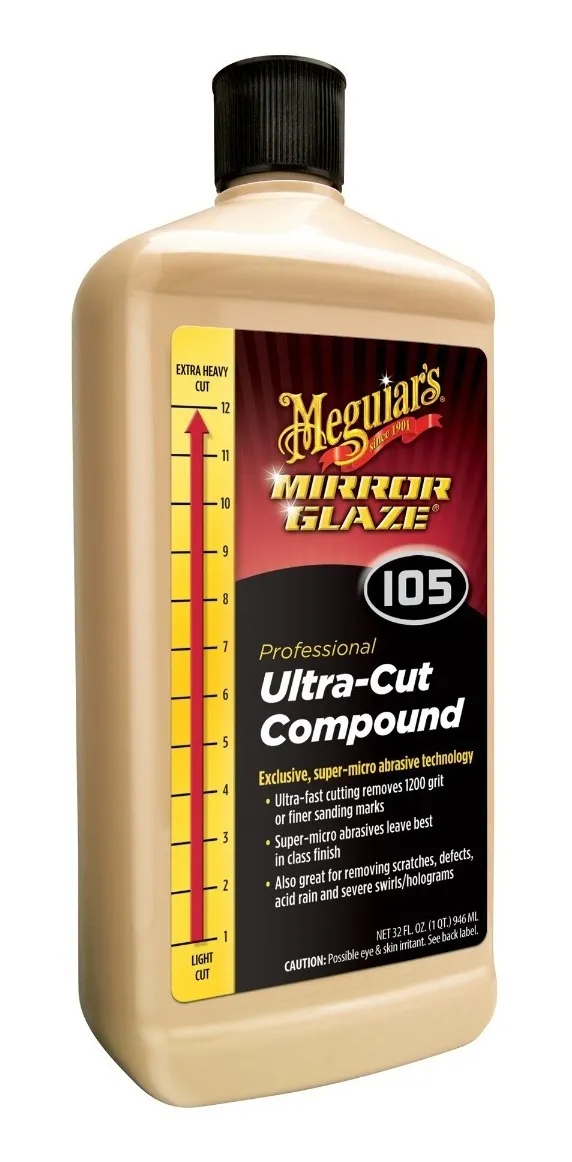 EXTRA HEAVY
CUT
12
11
10
9
8
7
6
5
4
3
2
1
LIGHT
CUT
Meguiar's®
since 1901
MIRROR
GLAZE®
105
Professional
Ultra-Cut
Compound
Exclusive, super-micro abrasive technology
• Ultra-fast cutting removes 1200 grit
or finer sanding marks
• Super-micro abrasives leave best
in class finish
• Also great for removing scratches, defects,
acid rain and severe swirls/holograms
NET 32 FL. OZ. (1 QT.) 946 ML
CAUTION: Possible eye & skin irritant. See back label.